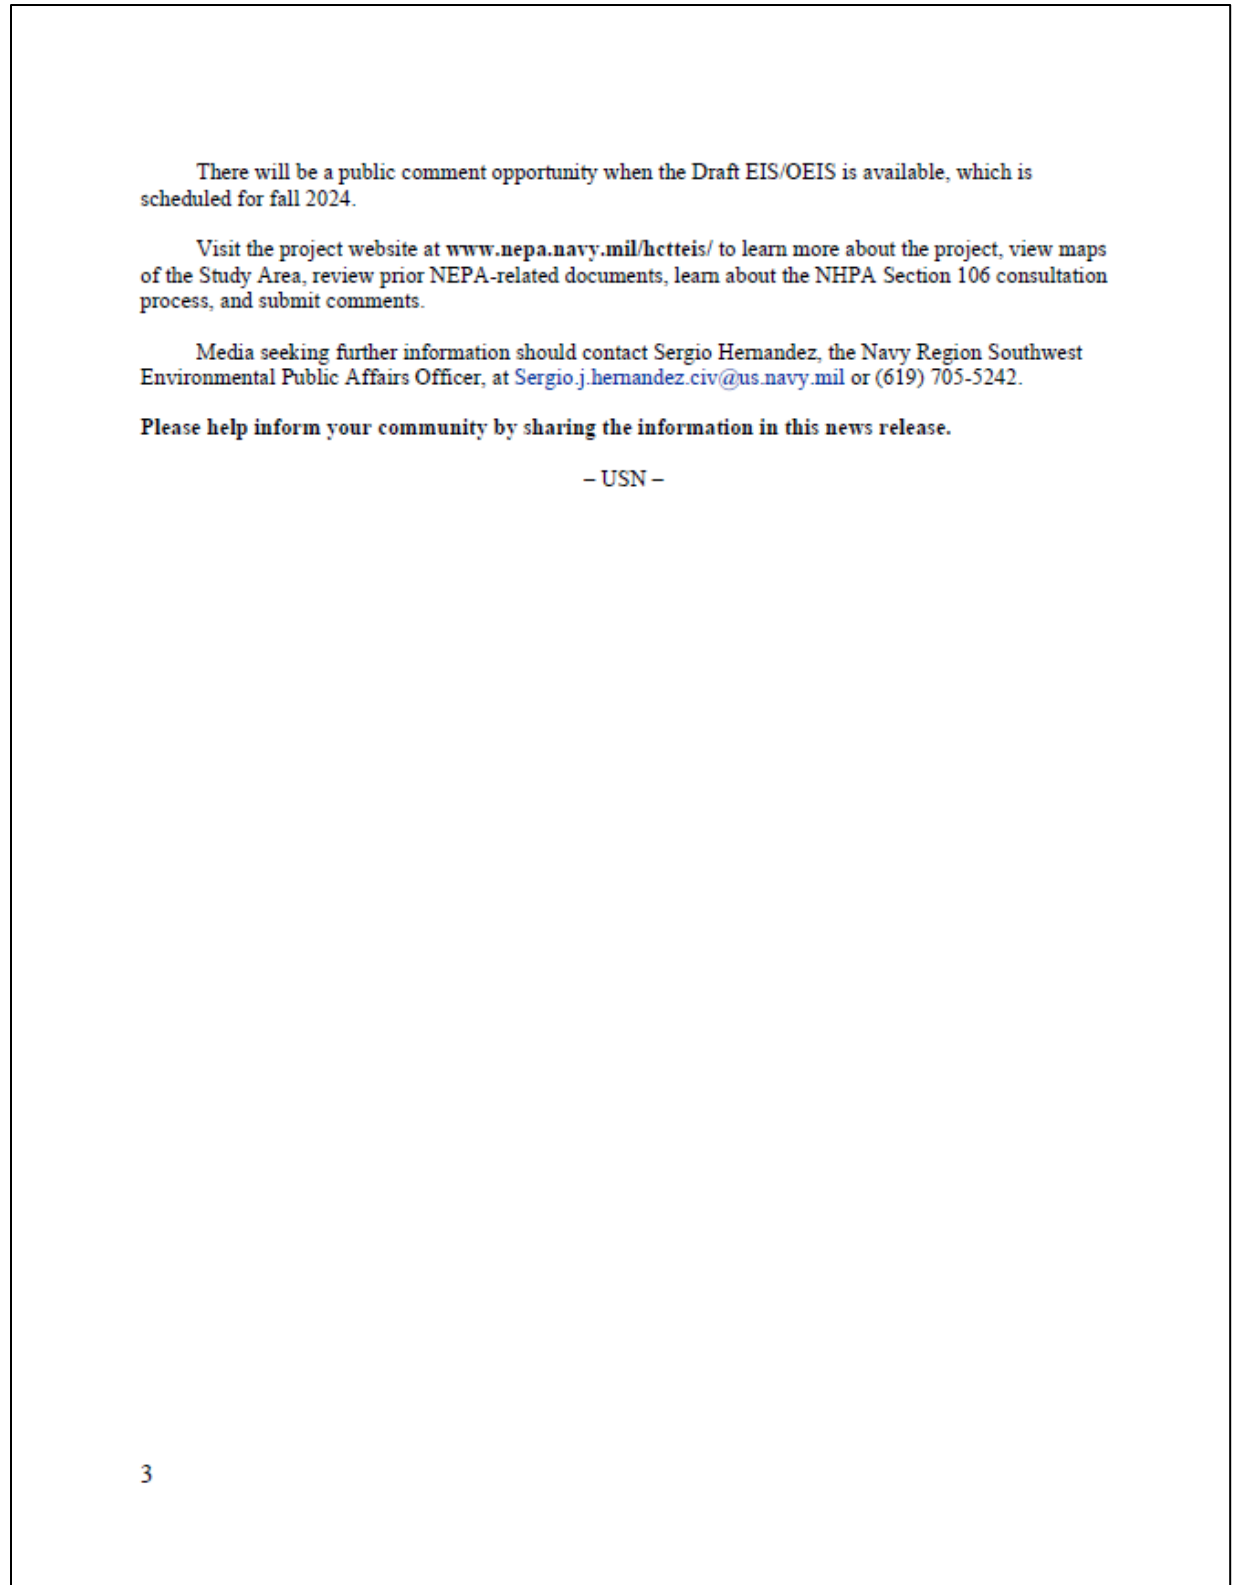 There will be a public comment opportunity when the Draft EIS/OEIS is available, which is
scheduled for fall 2024.
Visit the project website at www.nepa.navy.mil/hctteis/ to learn more about the project, view maps
of the Study Area, review prior NEPA-related documents, learn about the NHPA Section 106 consultation
process, and submit comments.
Media seeking further information should contact Sergio Hernandez, the Navy Region Southwest
Environmental Public Affairs Officer, at Sergio.j.hernandez.civ@us.navy.mil or (619) 705-5242.
Please help inform your community by sharing the information in this news release.
– USN –
3